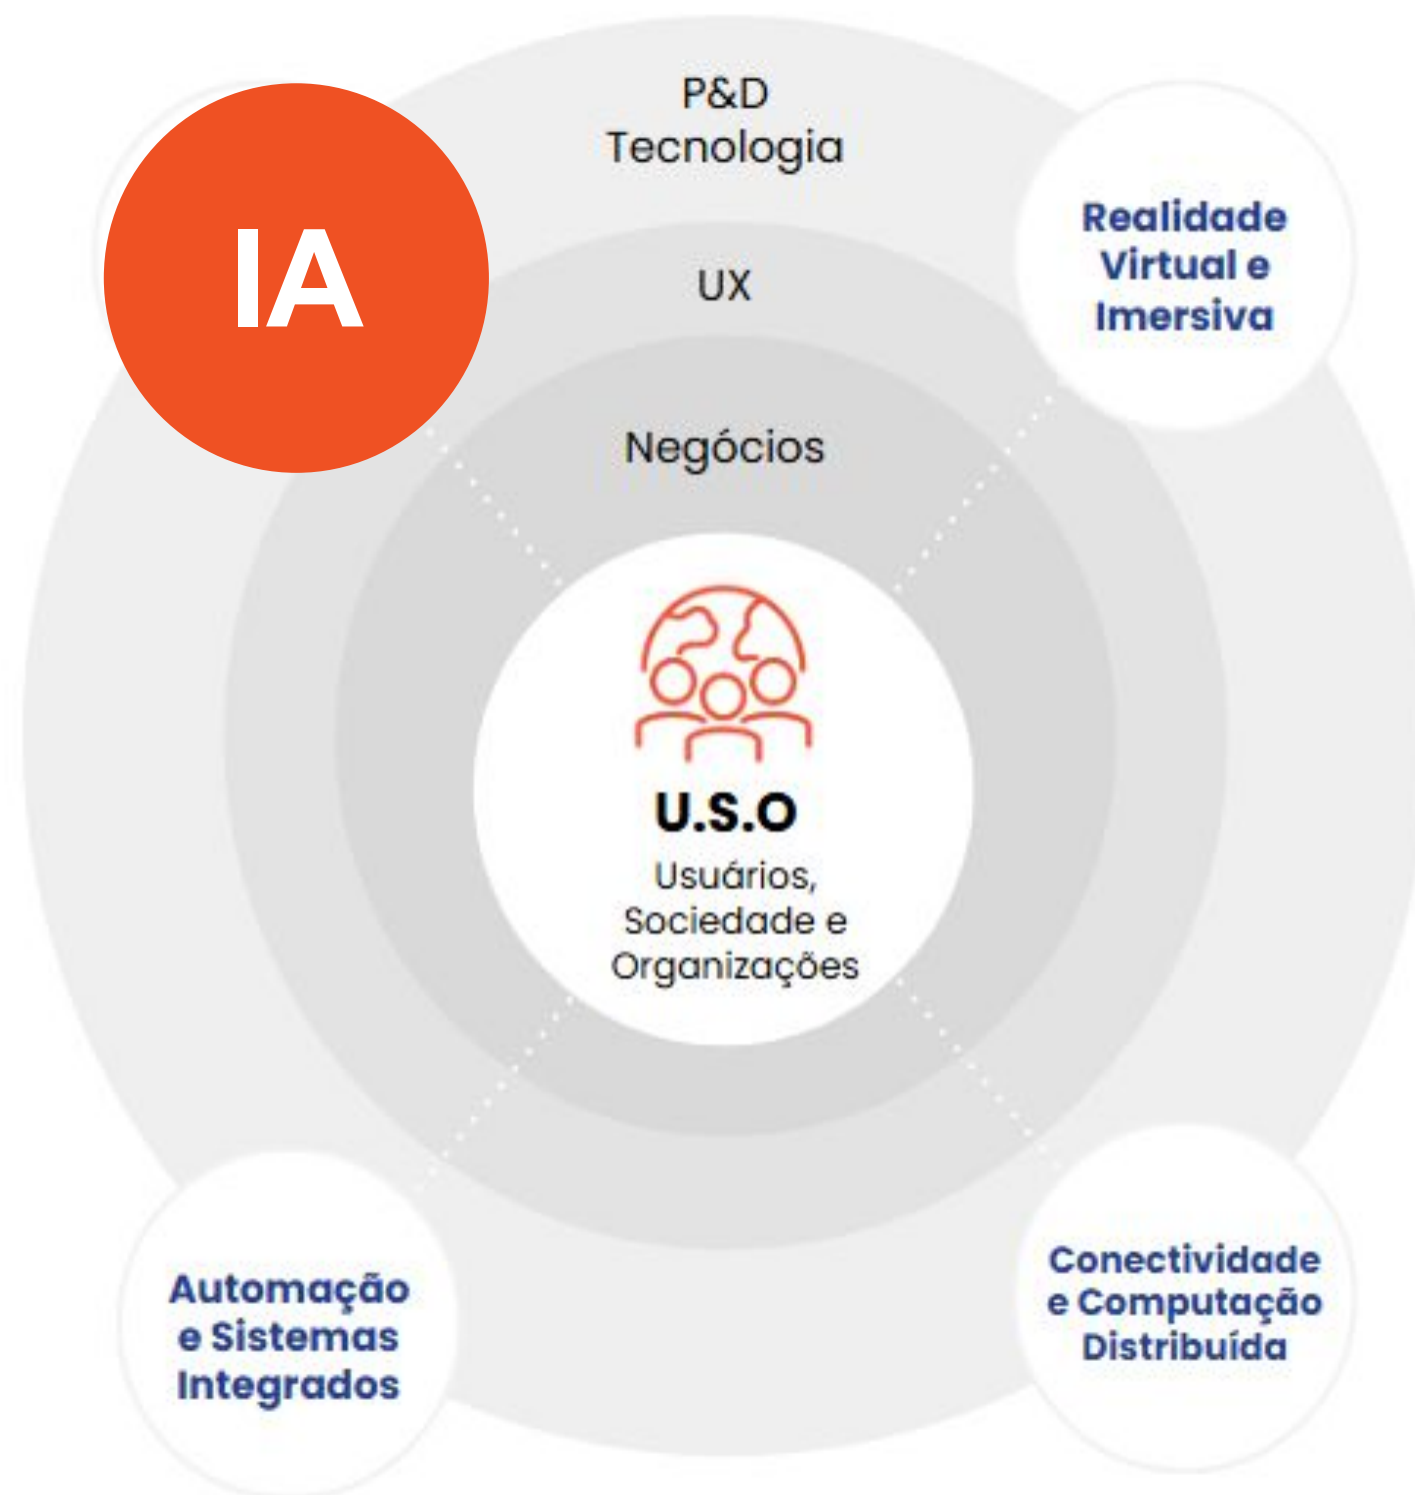 P&D
Tecnologia
IA
Realidade
Virtual e
Imersiva
UX
Negócios
U.S.O
Usuários,
Sociedade e
Organizações
Automação
e Sistemas
Integrados
Conectividade
e Computação
Distribuída